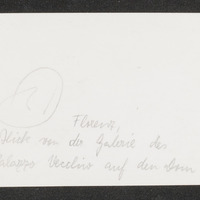 Florenz,
Blick von der Galerie des
Palazzo Vecchio auf den Dom